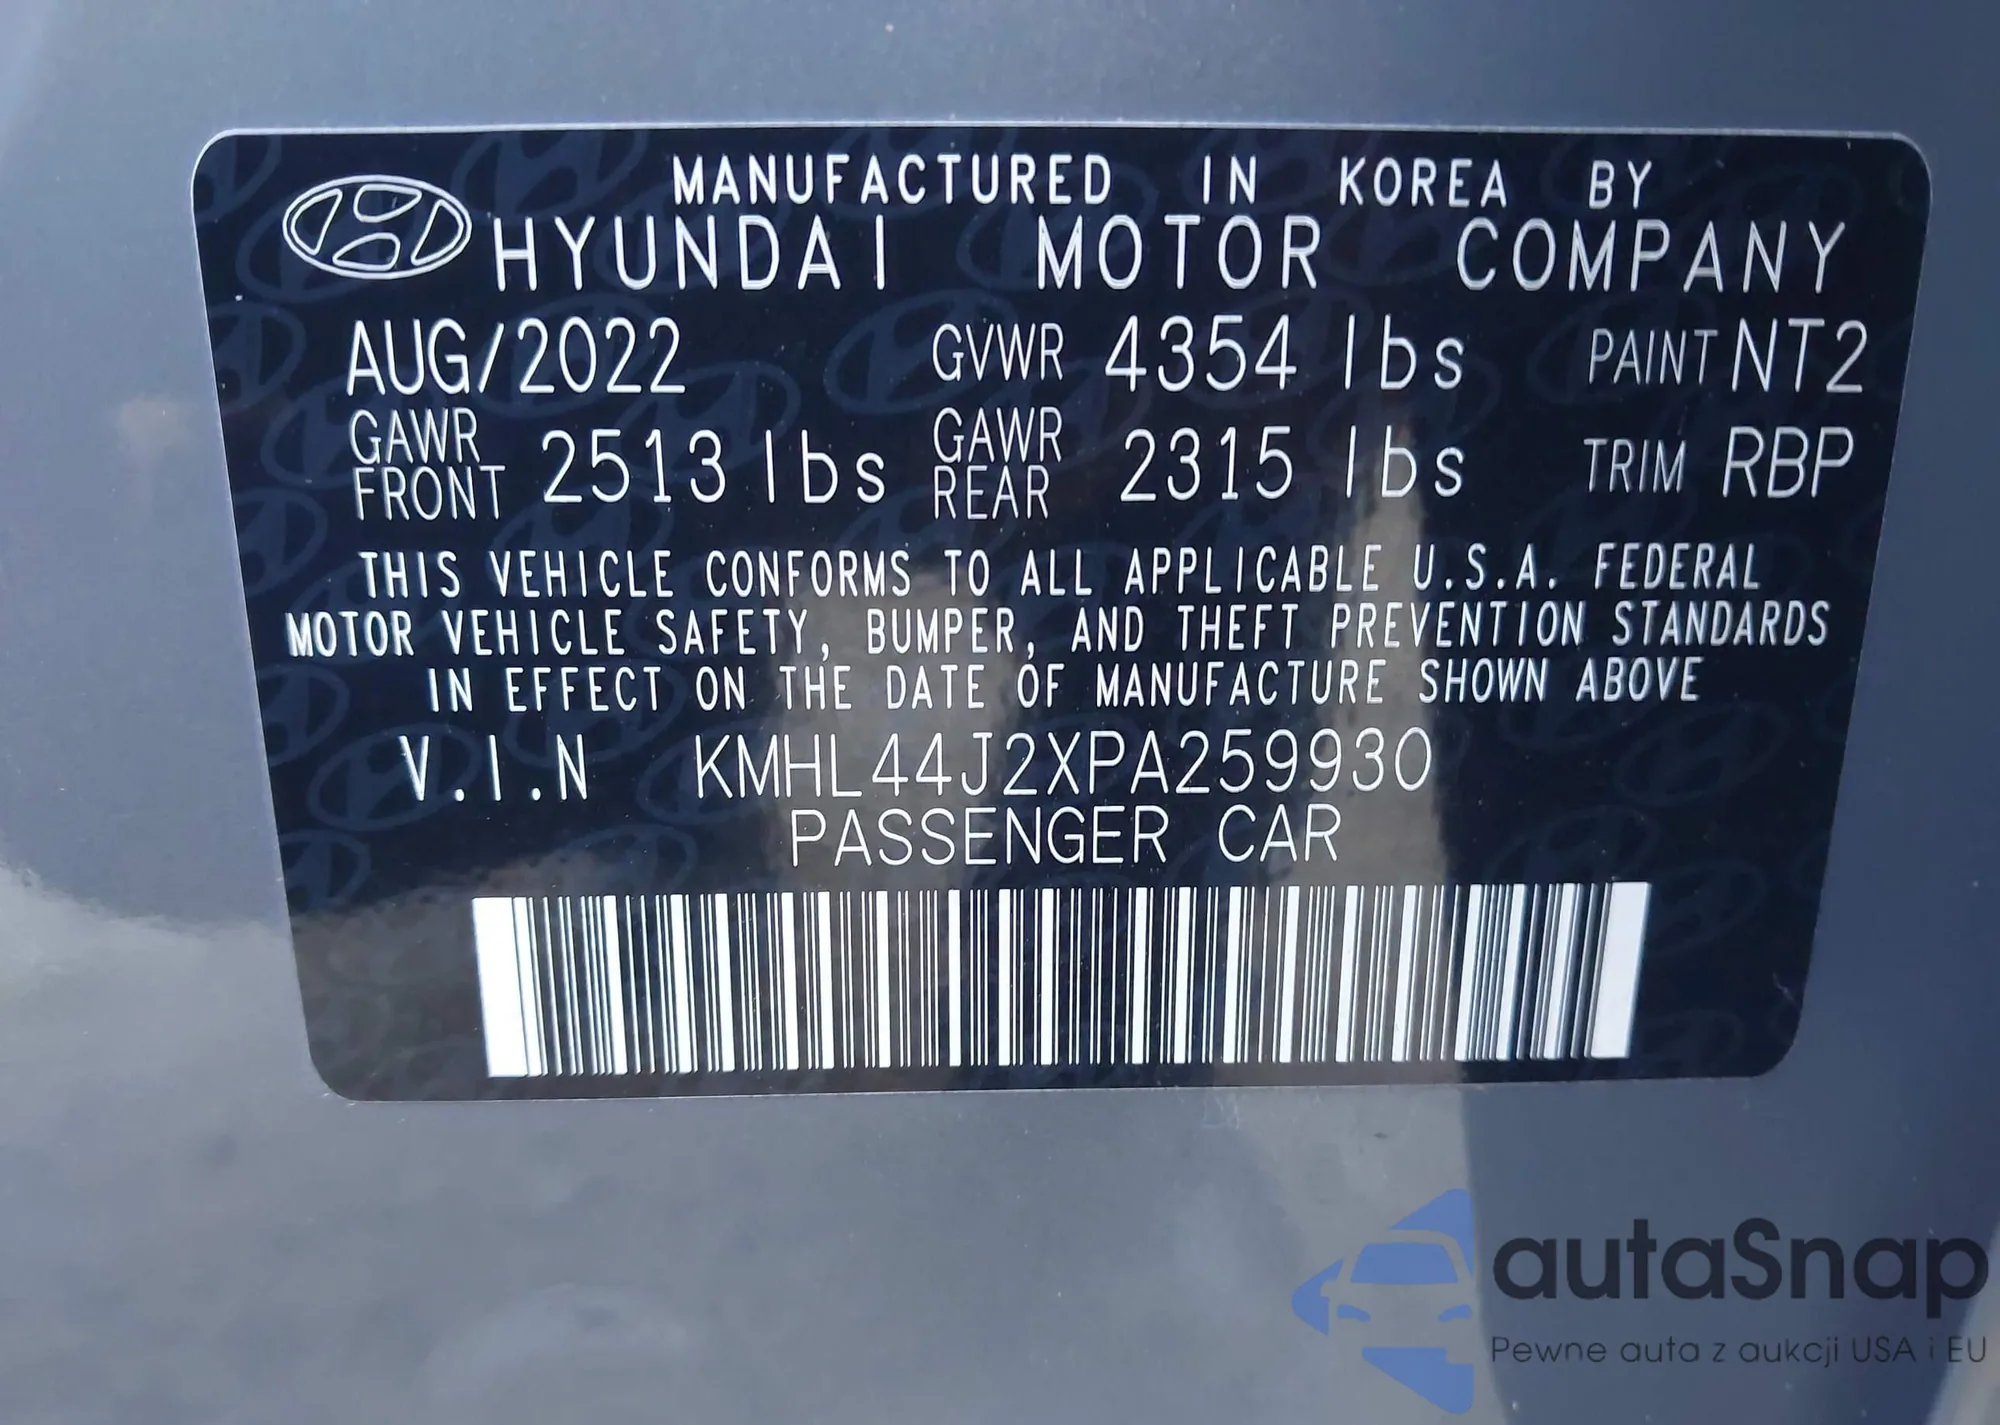 MANUFACTURED IN KOREA BY
HYUNDAI MOTOR COMPANY
AUG/2022 GVWR 4354 lbs PAINT NT2
GAWR FRONT 2513 lbs GAWR REAR 2315 lbs TRIM RBP
THIS VEHICLE CONFORMS TO ALL APPLICABLE U.S.A. FEDERAL
MOTOR VEHICLE SAFETY, BUMPER, AND THEFT PREVENTION STANDARDS
IN EFFECT ON THE DATE OF MANUFACTURE SHOWN ABOVE
V.I.N KMHL44J2XPA259930
PASSENGER CAR
autaSnap
Pewne auta z aukcji USA i EU